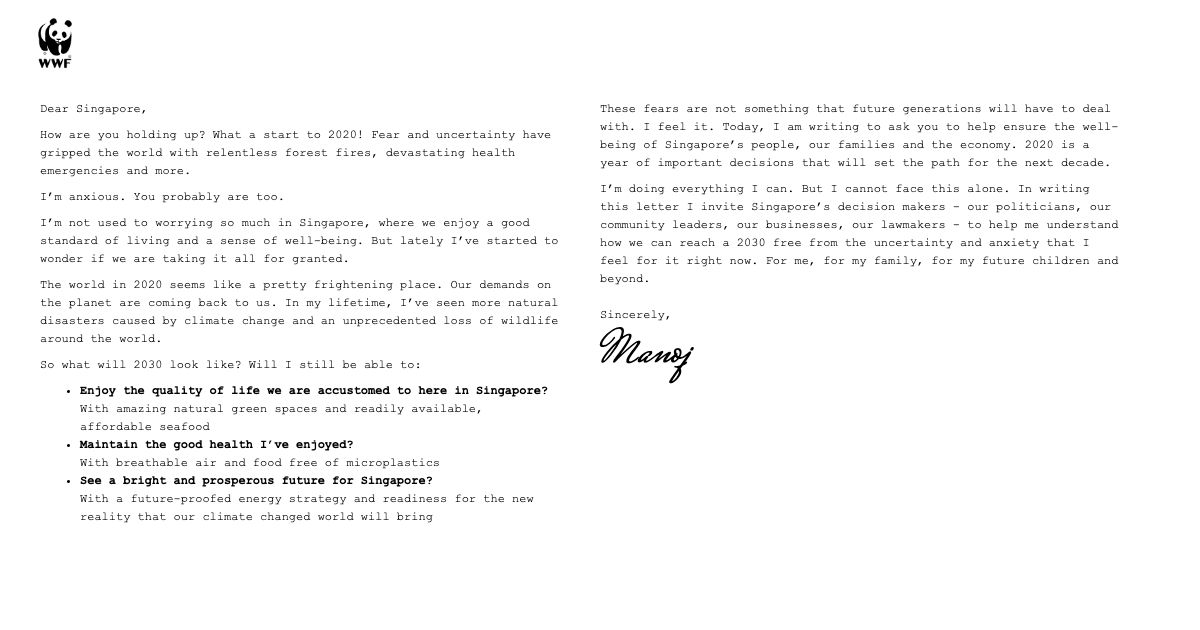 WWF
Dear Singapore,
How are you holding up? What a start to 2020! Fear and uncertainty have
gripped the world with relentless forest fires, devastating health
emergencies and more.
I’m anxious. You probably are too.
I’m not used to worrying so much in Singapore, where we enjoy a good
standard of living and a sense of well-being. But lately I’ve started to
wonder if we are taking it all for granted.
The world in 2020 seems like a pretty frightening place. Our demands on
the planet are coming back to us. In my lifetime, I’ve seen more natural
disasters caused by climate change and an unprecedented loss of wildlife
around the world.
So what will 2030 look like? Will I still be able to:
• Enjoy the quality of life we are accustomed to here in Singapore?
With amazing natural green spaces and readily available,
affordable seafood
• Maintain the good health I’ve enjoyed?
With breathable air and food free of microplastics
• See a bright and prosperous future for Singapore?
With a future-proofed energy strategy and readiness for the new
reality that our climate changed world will bring
These fears are not something that future generations will have to deal
with. I feel it. Today, I am writing to ask you to help ensure the well-
being of Singapore’s people, our families and the economy. 2020 is a
year of important decisions that will set the path for the next decade.
I’m doing everything I can. But I cannot face this alone. In writing
this letter I invite Singapore’s decision makers – our politicians, our
community leaders, our businesses, our lawmakers – to help me understand
how we can reach a 2030 free from the uncertainty and anxiety that I
feel for it right now. For me, for my family, for my future children and
beyond.
Sincerely,
Manoj